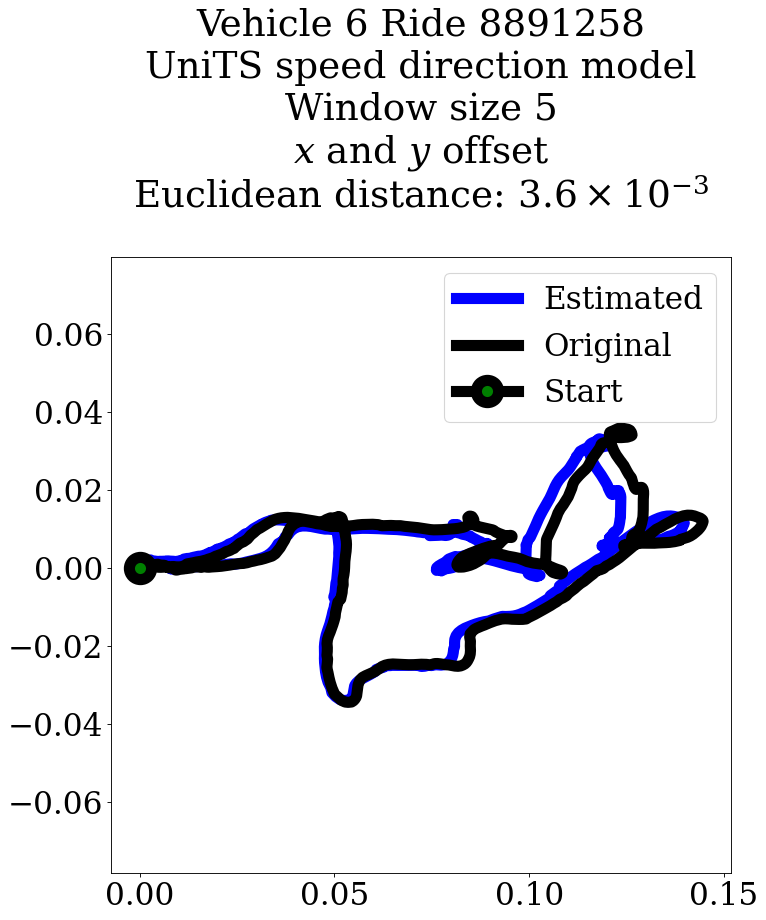 Vehicle 6 Ride 8891258
UniTS speed direction model
Window size 5
x and y offset
Euclidean distance: 3.6 × 10⁻³
Estimated
Original
Start
0.06
0.04
0.02
0.00
−0.02
−0.04
−0.06
0.00 0.05 0.10 0.15